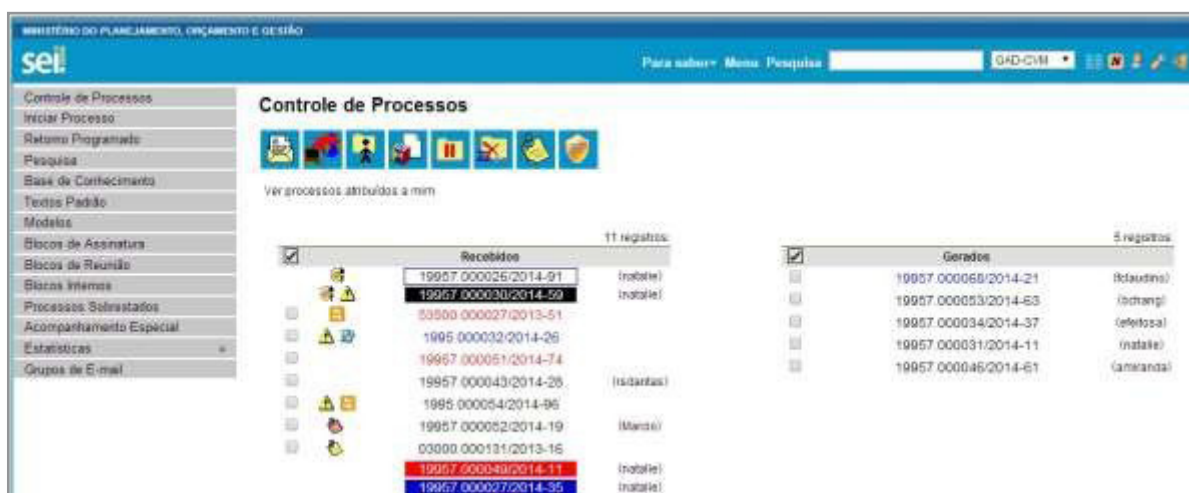 MINISTÉRIO DO PLANEJAMENTO, ORÇAMENTO E GESTÃO
sei!
Para saber+ Menu Pesquisa GAD-CVM
Controle de Processos
Iniciar Processo
Retorno Programado
Pesquisa
Base de Conhecimento
Textos Padrão
Modelos
Blocos de Assinatura
Blocos de Reunião
Blocos Internos
Processos Sobrestados
Acompanhamento Especial
Estatísticas
Grupos de E-mail
Controle de Processos
Ver processos atribuídos a mim
11 registros:
Recebidos
19957.000026/2014-91 (natalie)
19957.000030/2014-59 (natalie)
53500.000027/2013-51
1995.000032/2014-26
19957.000051/2014-74
19957.000043/2014-28 (rsdantas)
1995.000054/2014-96
19957.000052/2014-19 (Marcos)
03000.000131/2013-16
19957.000049/2014-11 (natalie)
19957.000027/2014-35 (natalie)
5 registros:
Gerados
19957.000068/2014-21 (fclaudino)
19957.000053/2014-63 (bchang)
19957.000034/2014-37 (efeitosa)
19957.000031/2014-11 (natalie)
19957.000046/2014-61 (amiranda)